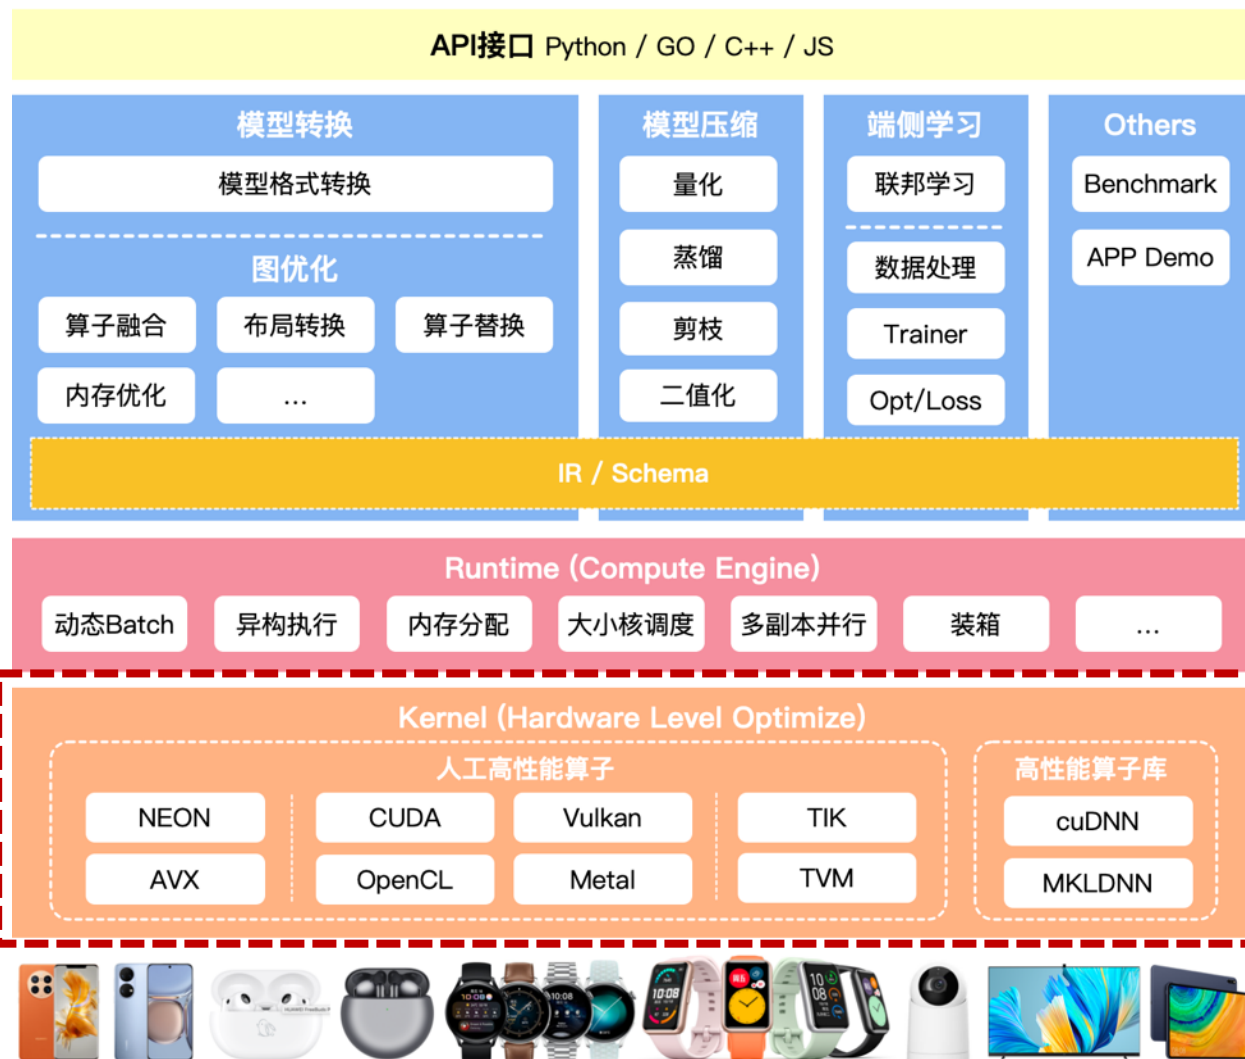 API接口 Python / GO / C++ / JS
模型转换
模型格式转换
图优化
算子融合 布局转换 算子替换
内存优化 ...
模型压缩
量化
蒸馏
剪枝
二值化
端侧学习
联邦学习
数据处理
Trainer
Opt/Loss
Others
Benchmark
APP Demo
IR / Schema
Runtime (Compute Engine)
动态Batch 异构执行 内存分配 大小核调度 多副本并行 装箱 ...
Kernel (Hardware Level Optimize)
人工高性能算子
NEON CUDA Vulkan TIK
AVX OpenCL Metal TVM
高性能算子库
cuDNN
MKLDNN
10:08
10:08